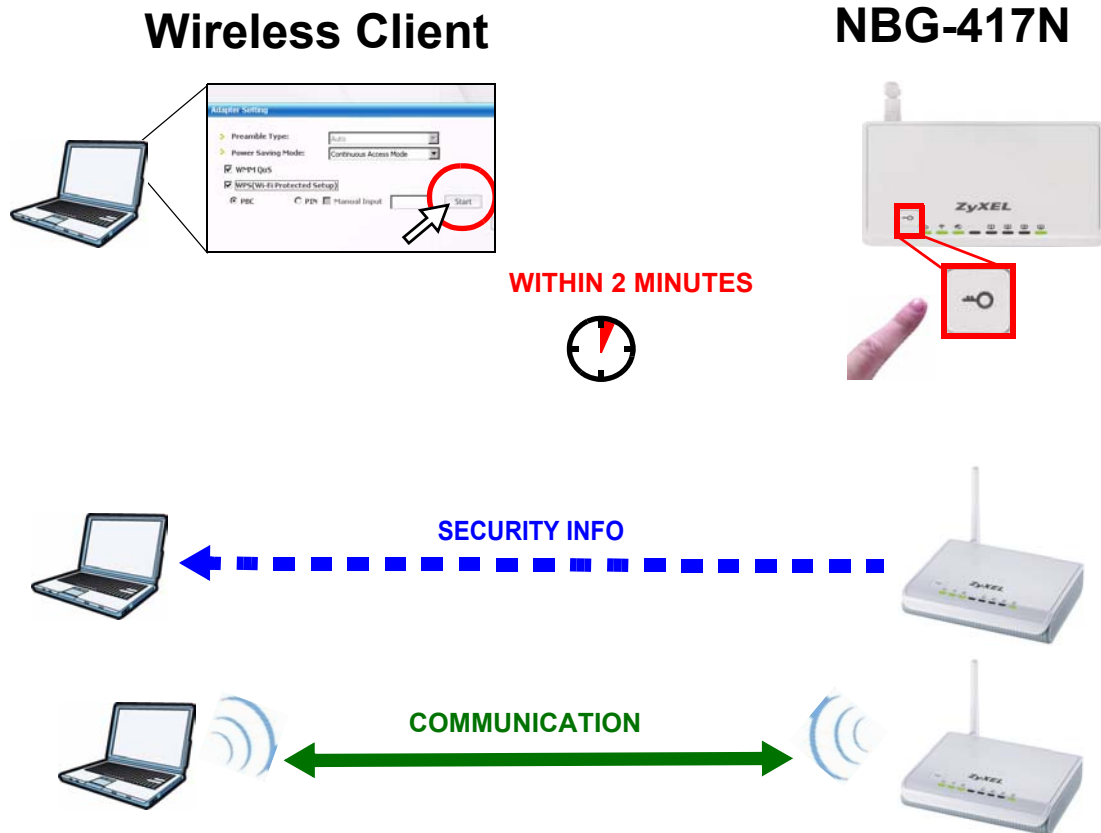 Wireless Client
NBG-417N
Adapter Setting
Preamble Type:
Auto
Power Saving Mode:
Continuous Access Mode
WMM QoS
WPS(Wi-Fi Protected Setup)
PBC
PIN
Manual Input
Start
ZyXEL
WITHIN 2 MINUTES
SECURITY INFO
ZyXEL
COMMUNICATION
ZyXEL